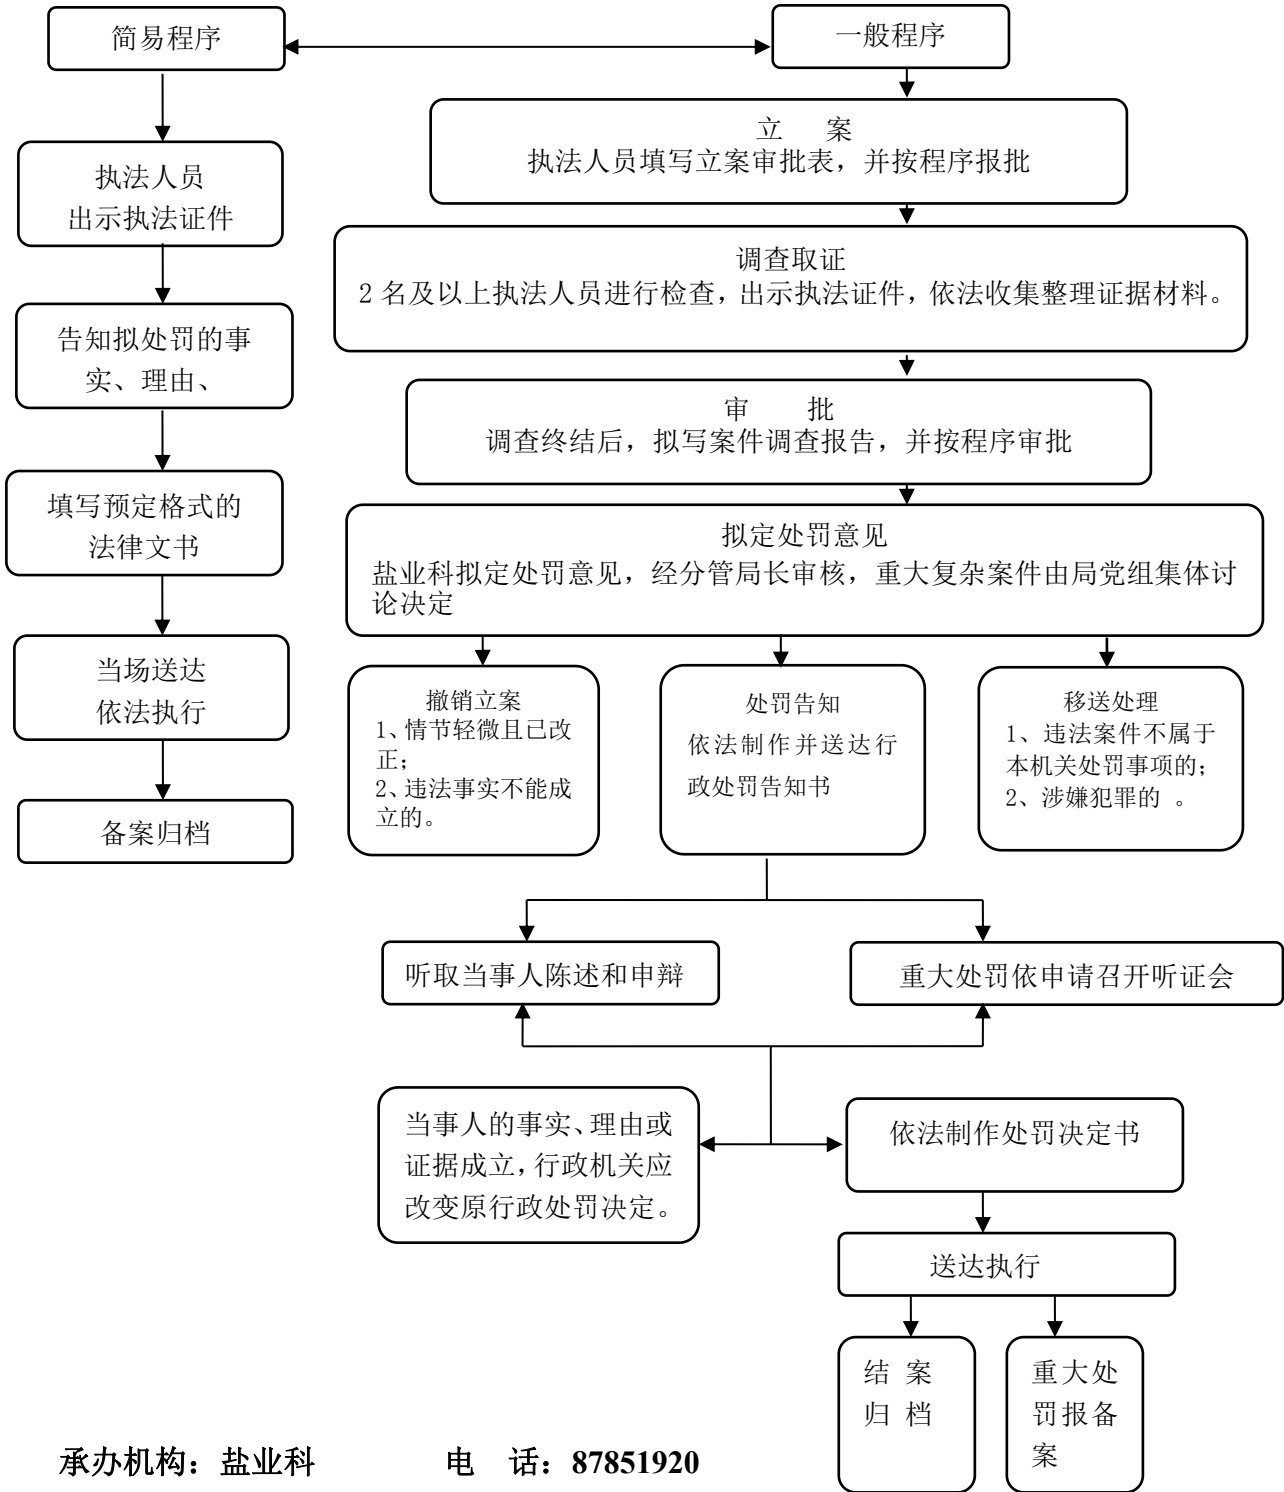 简易程序
一般程序
执法人员
出示执法证件
告知拟处罚的事
实、理由、
填写预定格式的
法律文书
当场送达
依法执行
备案归档
立 案
执法人员填写立案审批表，并按程序报批
调查取证
2 名及以上执法人员进行检查，出示执法证件，依法收集整理证据材料。
审 批
调查终结后，拟写案件调查报告，并按程序审批
拟定处罚意见
盐业科拟定处罚意见，经分管局长审核，重大复杂案件由局党组集体讨
论决定
撤销立案
1、情节轻微且已改
正；
2、违法事实不能成
立的。
处罚告知
依法制作并送达行
政处罚告知书
移送处理
1、违法案件不属于
本机关处罚事项的；
2、涉嫌犯罪的 。
听取当事人陈述和申辩
重大处罚依申请召开听证会
当事人的事实、理由或
证据成立，行政机关应
改变原行政处罚决定。
依法制作处罚决定书
送达执行
结 案
归 档
重大处
罚报备
案
承办机构：盐业科 电 话：87851920